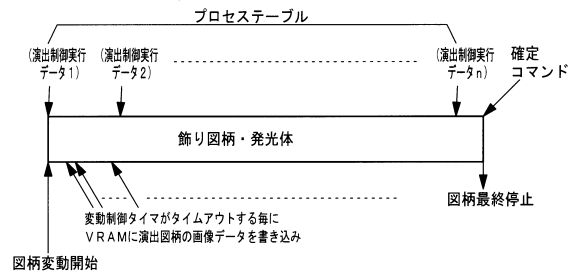 プロセステーブル
(演出制御実行
データ1)
(演出制御実行
データ2)
(演出制御実行
データn)
確定
コマンド
飾り図柄・発光体
図柄最終停止
変動制御タイマがタイムアウトする毎に
VRAMに演出図柄の画像データを書き込み
図柄変動開始